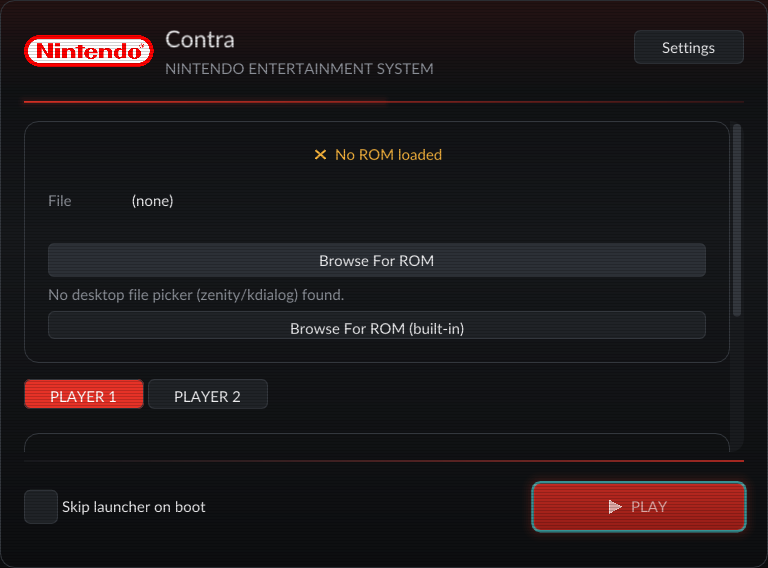 Nintendo®
Contra
NINTENDO ENTERTAINMENT SYSTEM
Settings
No ROM loaded
File (none)
Browse For ROM
No desktop file picker (zenity/kdialog) found.
Browse For ROM (built-in)
PLAYER 1 PLAYER 2
Skip launcher on boot
PLAY